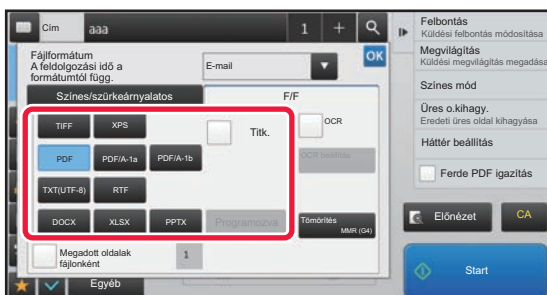 Cím
aaa
1
Fájlformátum
A feldolgozási idő a
formátumtól függ.
E-mail
OK
Színes/szürkeárnyalatos
F/F
TIFF
XPS
Titk.
OCR
PDF
PDF/A-1a
PDF/A-1b
OCR beállítás
TXT(UTF-8)
RTF
DOCX
XLSX
PPTX
Programozva
Tömörítés
MMR (G4)
Megadott oldalak
fájlonként
1
Egyéb
Felbontás
Küldési felbontás módosítása
Megvilágítás
Küldési megvilágítás megadása
Színes mód
Üres o.kihagy.
Eredeti üres oldal kihagyása
Háttér beállítás
Ferde PDF igazítás
Előnézet
CA
Start